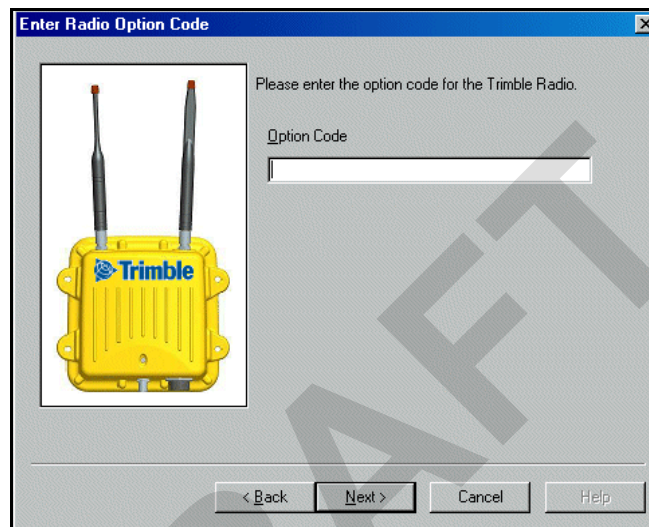 Enter Radio Option Code
Please enter the option code for the Trimble Radio.
Option Code
Trimble
< Back
Next >
Cancel
Help
RAFT